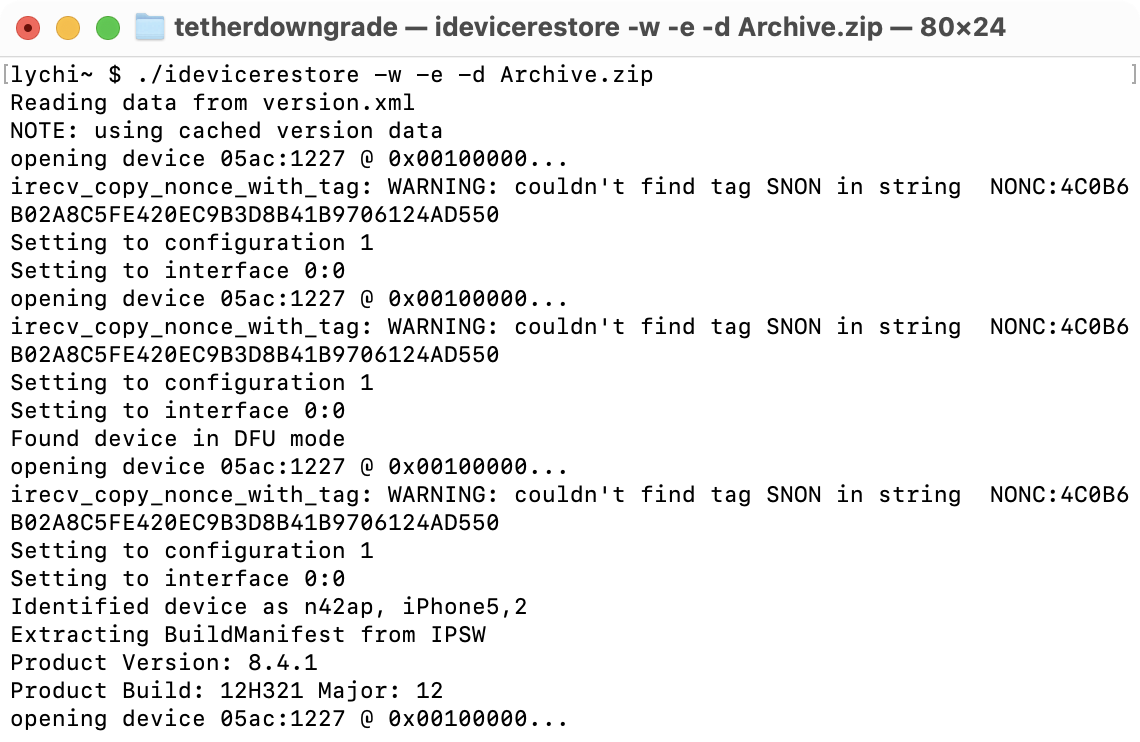 tetherdowngrade — idevicerestore -w -e -d Archive.zip — 80×24
[lychi~ $ ./idevicerestore -w -e -d Archive.zip ]
Reading data from version.xml
NOTE: using cached version data
opening device 05ac:1227 @ 0x00100000...
irecv_copy_nonce_with_tag: WARNING: couldn't find tag SNON in string  NONC:4C0B6
B02A8C5FE420EC9B3D8B41B9706124AD550
Setting to configuration 1
Setting to interface 0:0
opening device 05ac:1227 @ 0x00100000...
irecv_copy_nonce_with_tag: WARNING: couldn't find tag SNON in string  NONC:4C0B6
B02A8C5FE420EC9B3D8B41B9706124AD550
Setting to configuration 1
Setting to interface 0:0
Found device in DFU mode
opening device 05ac:1227 @ 0x00100000...
irecv_copy_nonce_with_tag: WARNING: couldn't find tag SNON in string  NONC:4C0B6
B02A8C5FE420EC9B3D8B41B9706124AD550
Setting to configuration 1
Setting to interface 0:0
Identified device as n42ap, iPhone5,2
Extracting BuildManifest from IPSW
Product Version: 8.4.1
Product Build: 12H321 Major: 12
opening device 05ac:1227 @ 0x00100000...